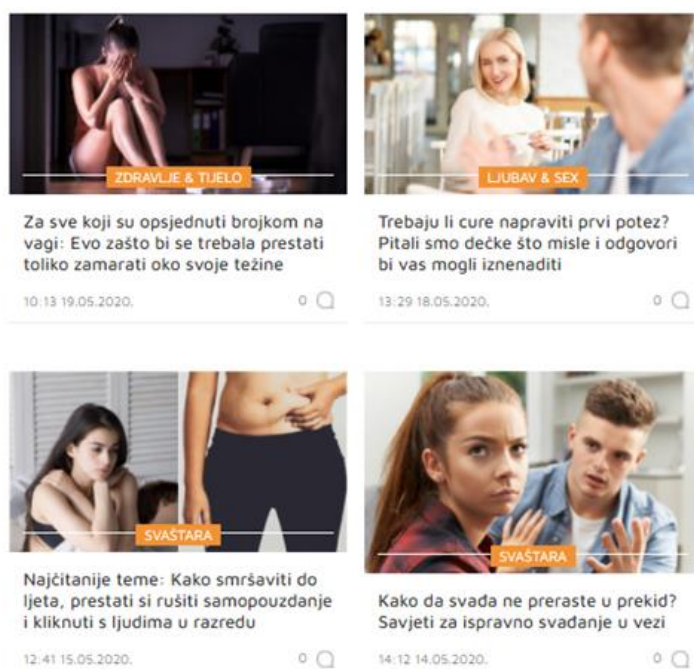 ZDRAVLJE & TIJELO
Za sve koji su opsjednuti brojkom na
vagi: Evo zašto bi se trebala prestati
toliko zamarati oko svoje težine
10:13 19.05.2020.
0
LJUBAV & SEX
Trebaju li cure napraviti prvi potez?
Pitali smo dečke što misle i odgovori
bi vas mogli iznenaditi
13:29 18.05.2020.
0
SVAŠTARA
Najčitanije teme: Kako smršaviti do
ljeta, prestati si rušiti samopouzdanje
i kliknuti s ljudima u razredu
12:41 15.05.2020.
0
SVAŠTARA
Kako da svađa ne preraste u prekid?
Savjeti za ispravno svađanje u vezi
14:12 14.05.2020.
0